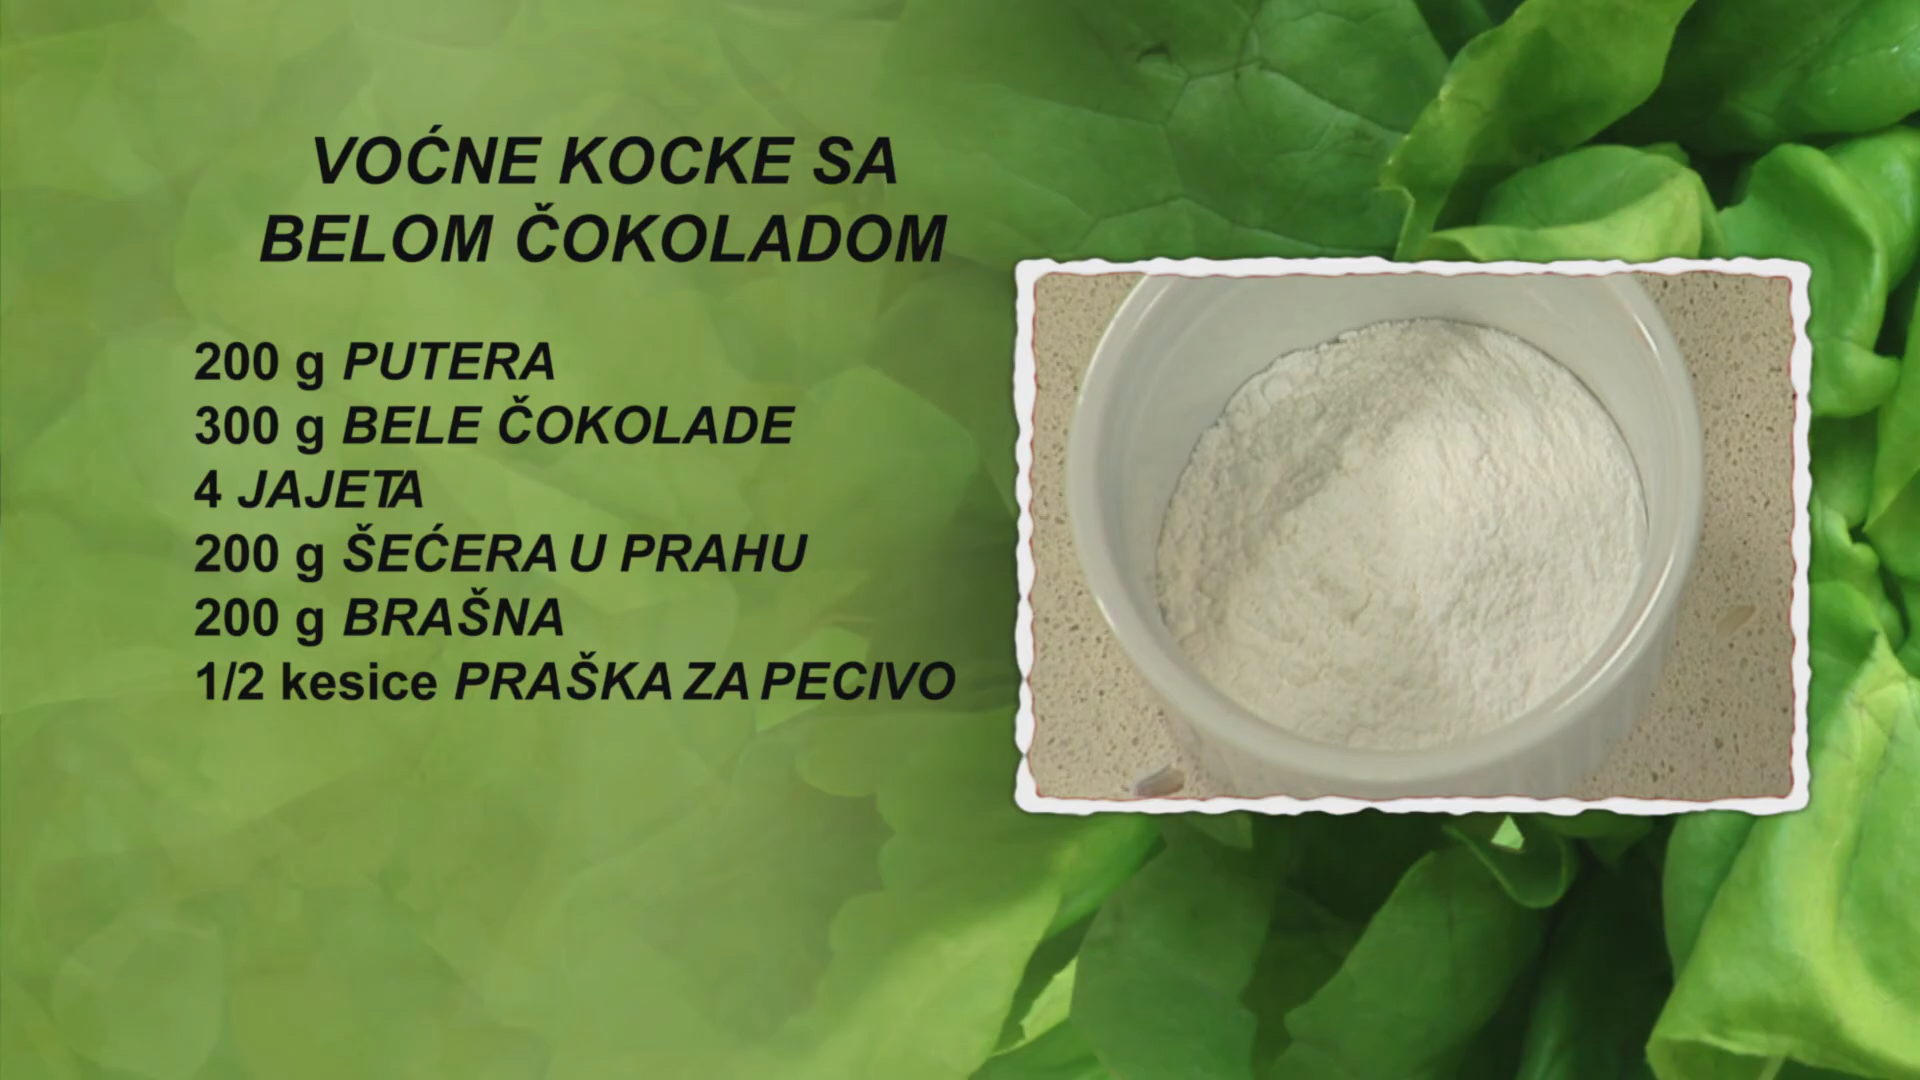 VOĆNE KOCKE SA
BELOM ČOKOLADOM
200 g PUTERA
300 g BELE ČOKOLADE
4 JAJETA
200 g ŠEĆERA U PRAHU
200 g BRAŠNA
1/2 kesice PRAŠKA ZA PECIVO